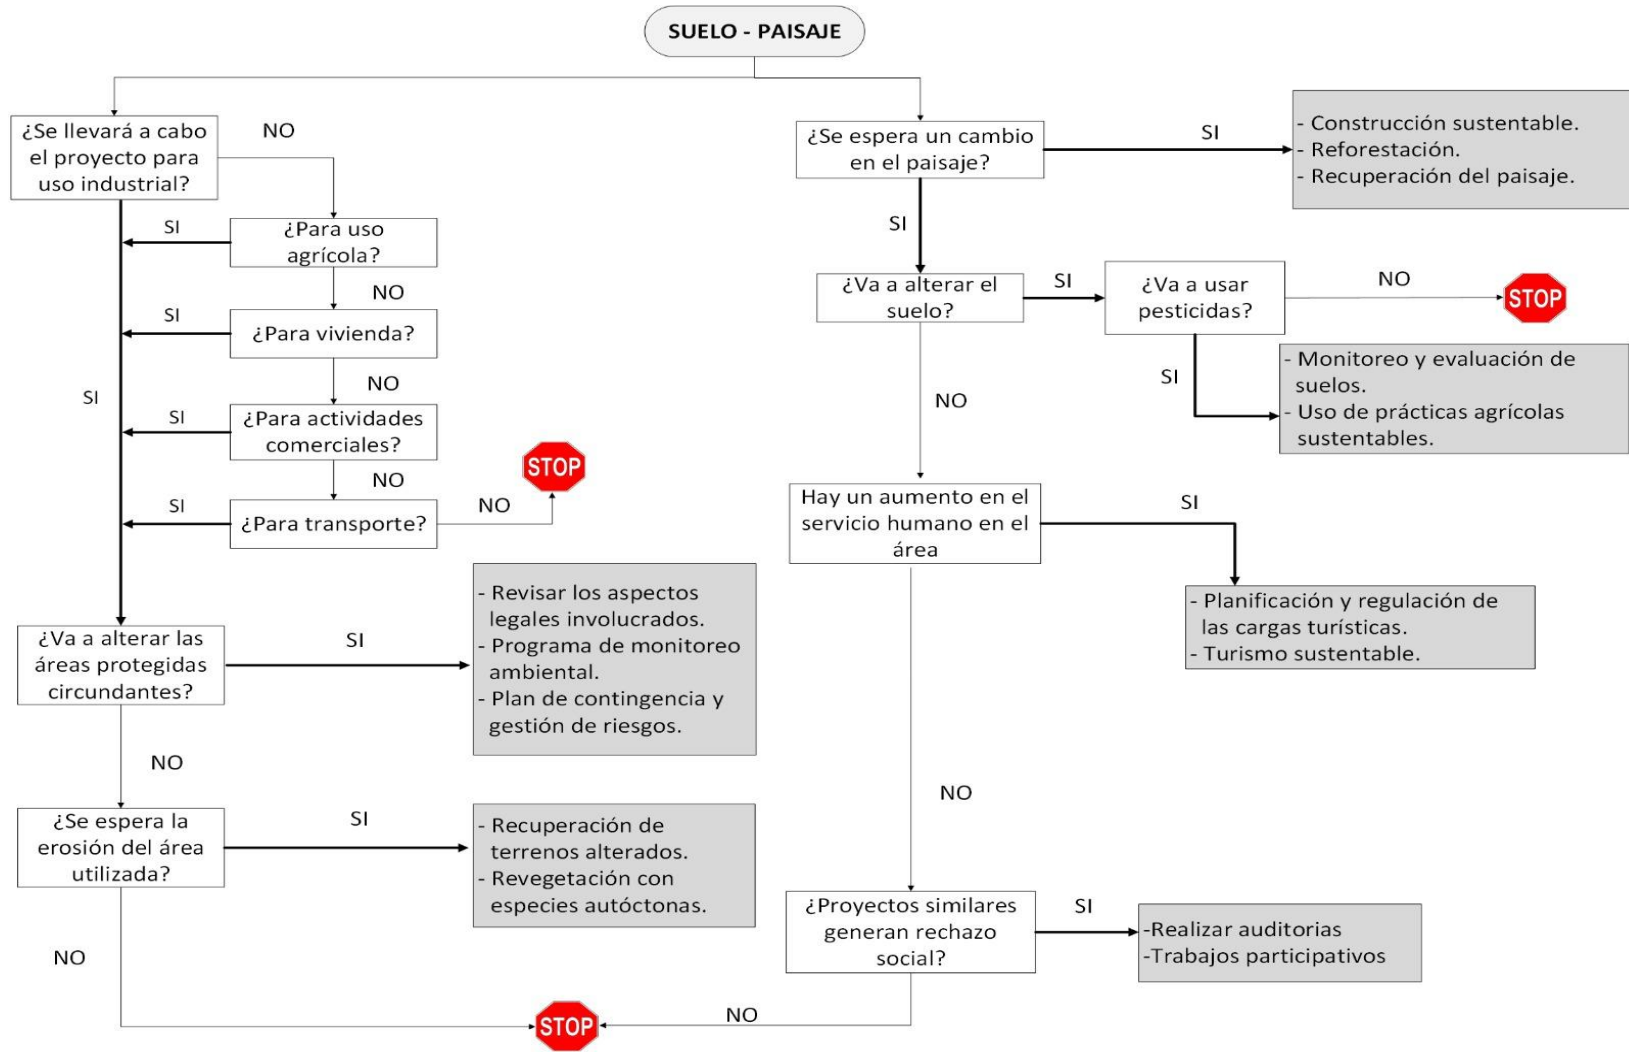 SUELO - PAISAJE
¿Se llevará a cabo
el proyecto para
uso industrial?
NO
¿Para uso
agrícola?
SI
NO
¿Para vivienda?
SI
NO
¿Para actividades
comerciales?
SI
NO
¿Para transporte?
SI
NO
STOP
SI
¿Va a alterar las
áreas protegidas
circundantes?
SI
- Revisar los aspectos
legales involucrados.
- Programa de monitoreo
ambiental.
- Plan de contingencia y
gestión de riesgos.
NO
¿Se espera la
erosión del área
utilizada?
SI
- Recuperación de
terrenos alterados.
- Revegetación con
especies autóctonas.
NO
STOP
¿Se espera un cambio
en el paisaje?
SI
- Construcción sustentable.
- Reforestación.
- Recuperación del paisaje.
SI
¿Va a alterar el
suelo?
SI
¿Va a usar
pesticidas?
NO
STOP
SI
- Monitoreo y evaluación de
suelos.
- Uso de prácticas agrícolas
sustentables.
NO
Hay un aumento en el
servicio humano en el
área
SI
- Planificación y regulación de
las cargas turísticas.
- Turismo sustentable.
NO
¿Proyectos similares
generan rechazo
social?
SI
-Realizar auditorias
-Trabajos participativos
NO